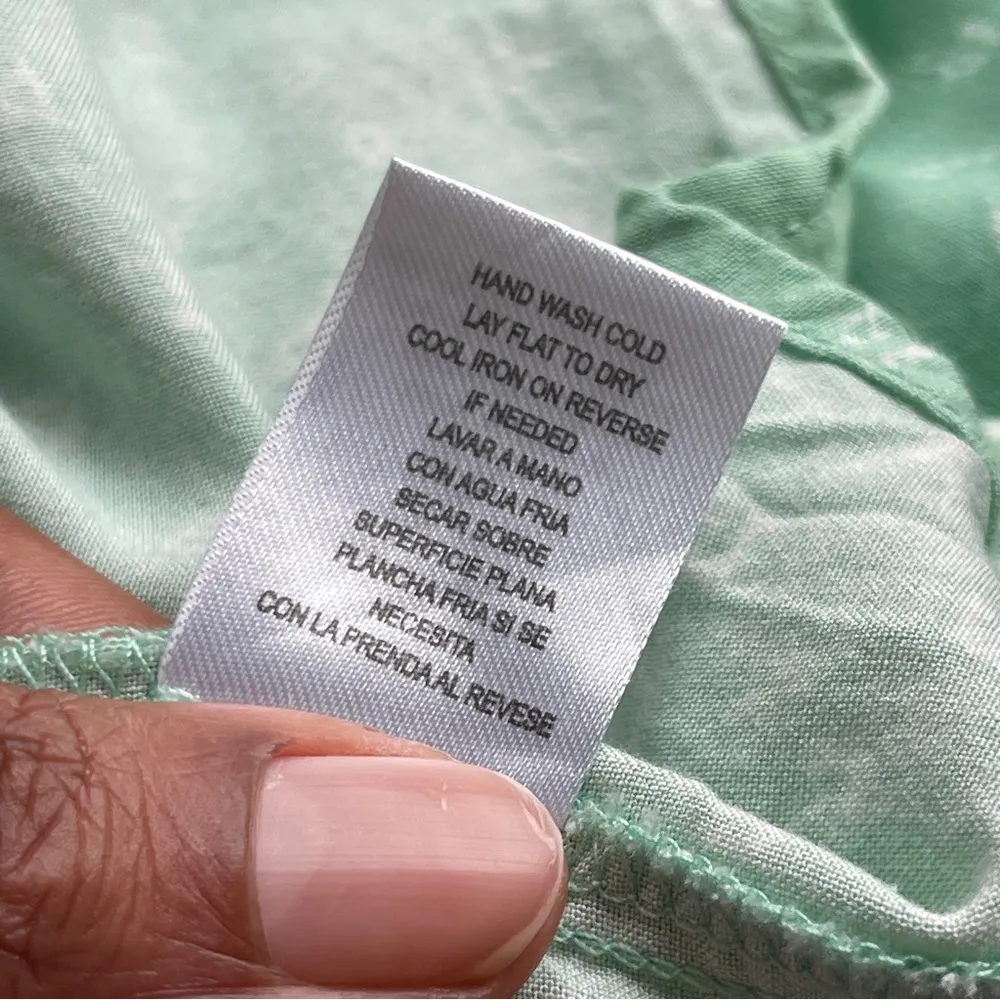 HAND WASH COLD
LAY FLAT TO DRY
COOL IRON ON REVERSE
IF NEEDED
LAVAR A MANO
CON AGUA FRIA
SECAR SOBRE
SUPERFICIE PLANA
PLANCHA FRIA SI SE
NECESITA
CON LA PRENDA AL REVESE